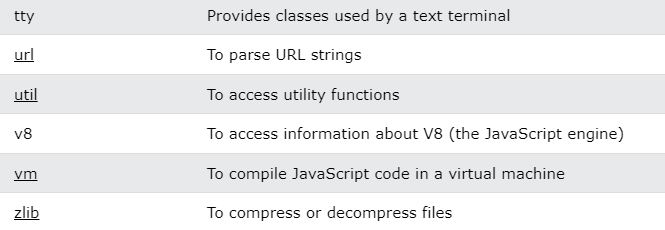 tty Provides classes used by a text terminal
url To parse URL strings
util To access utility functions
v8 To access information about V8 (the JavaScript engine)
vm To compile JavaScript code in a virtual machine
zlib To compress or decompress files